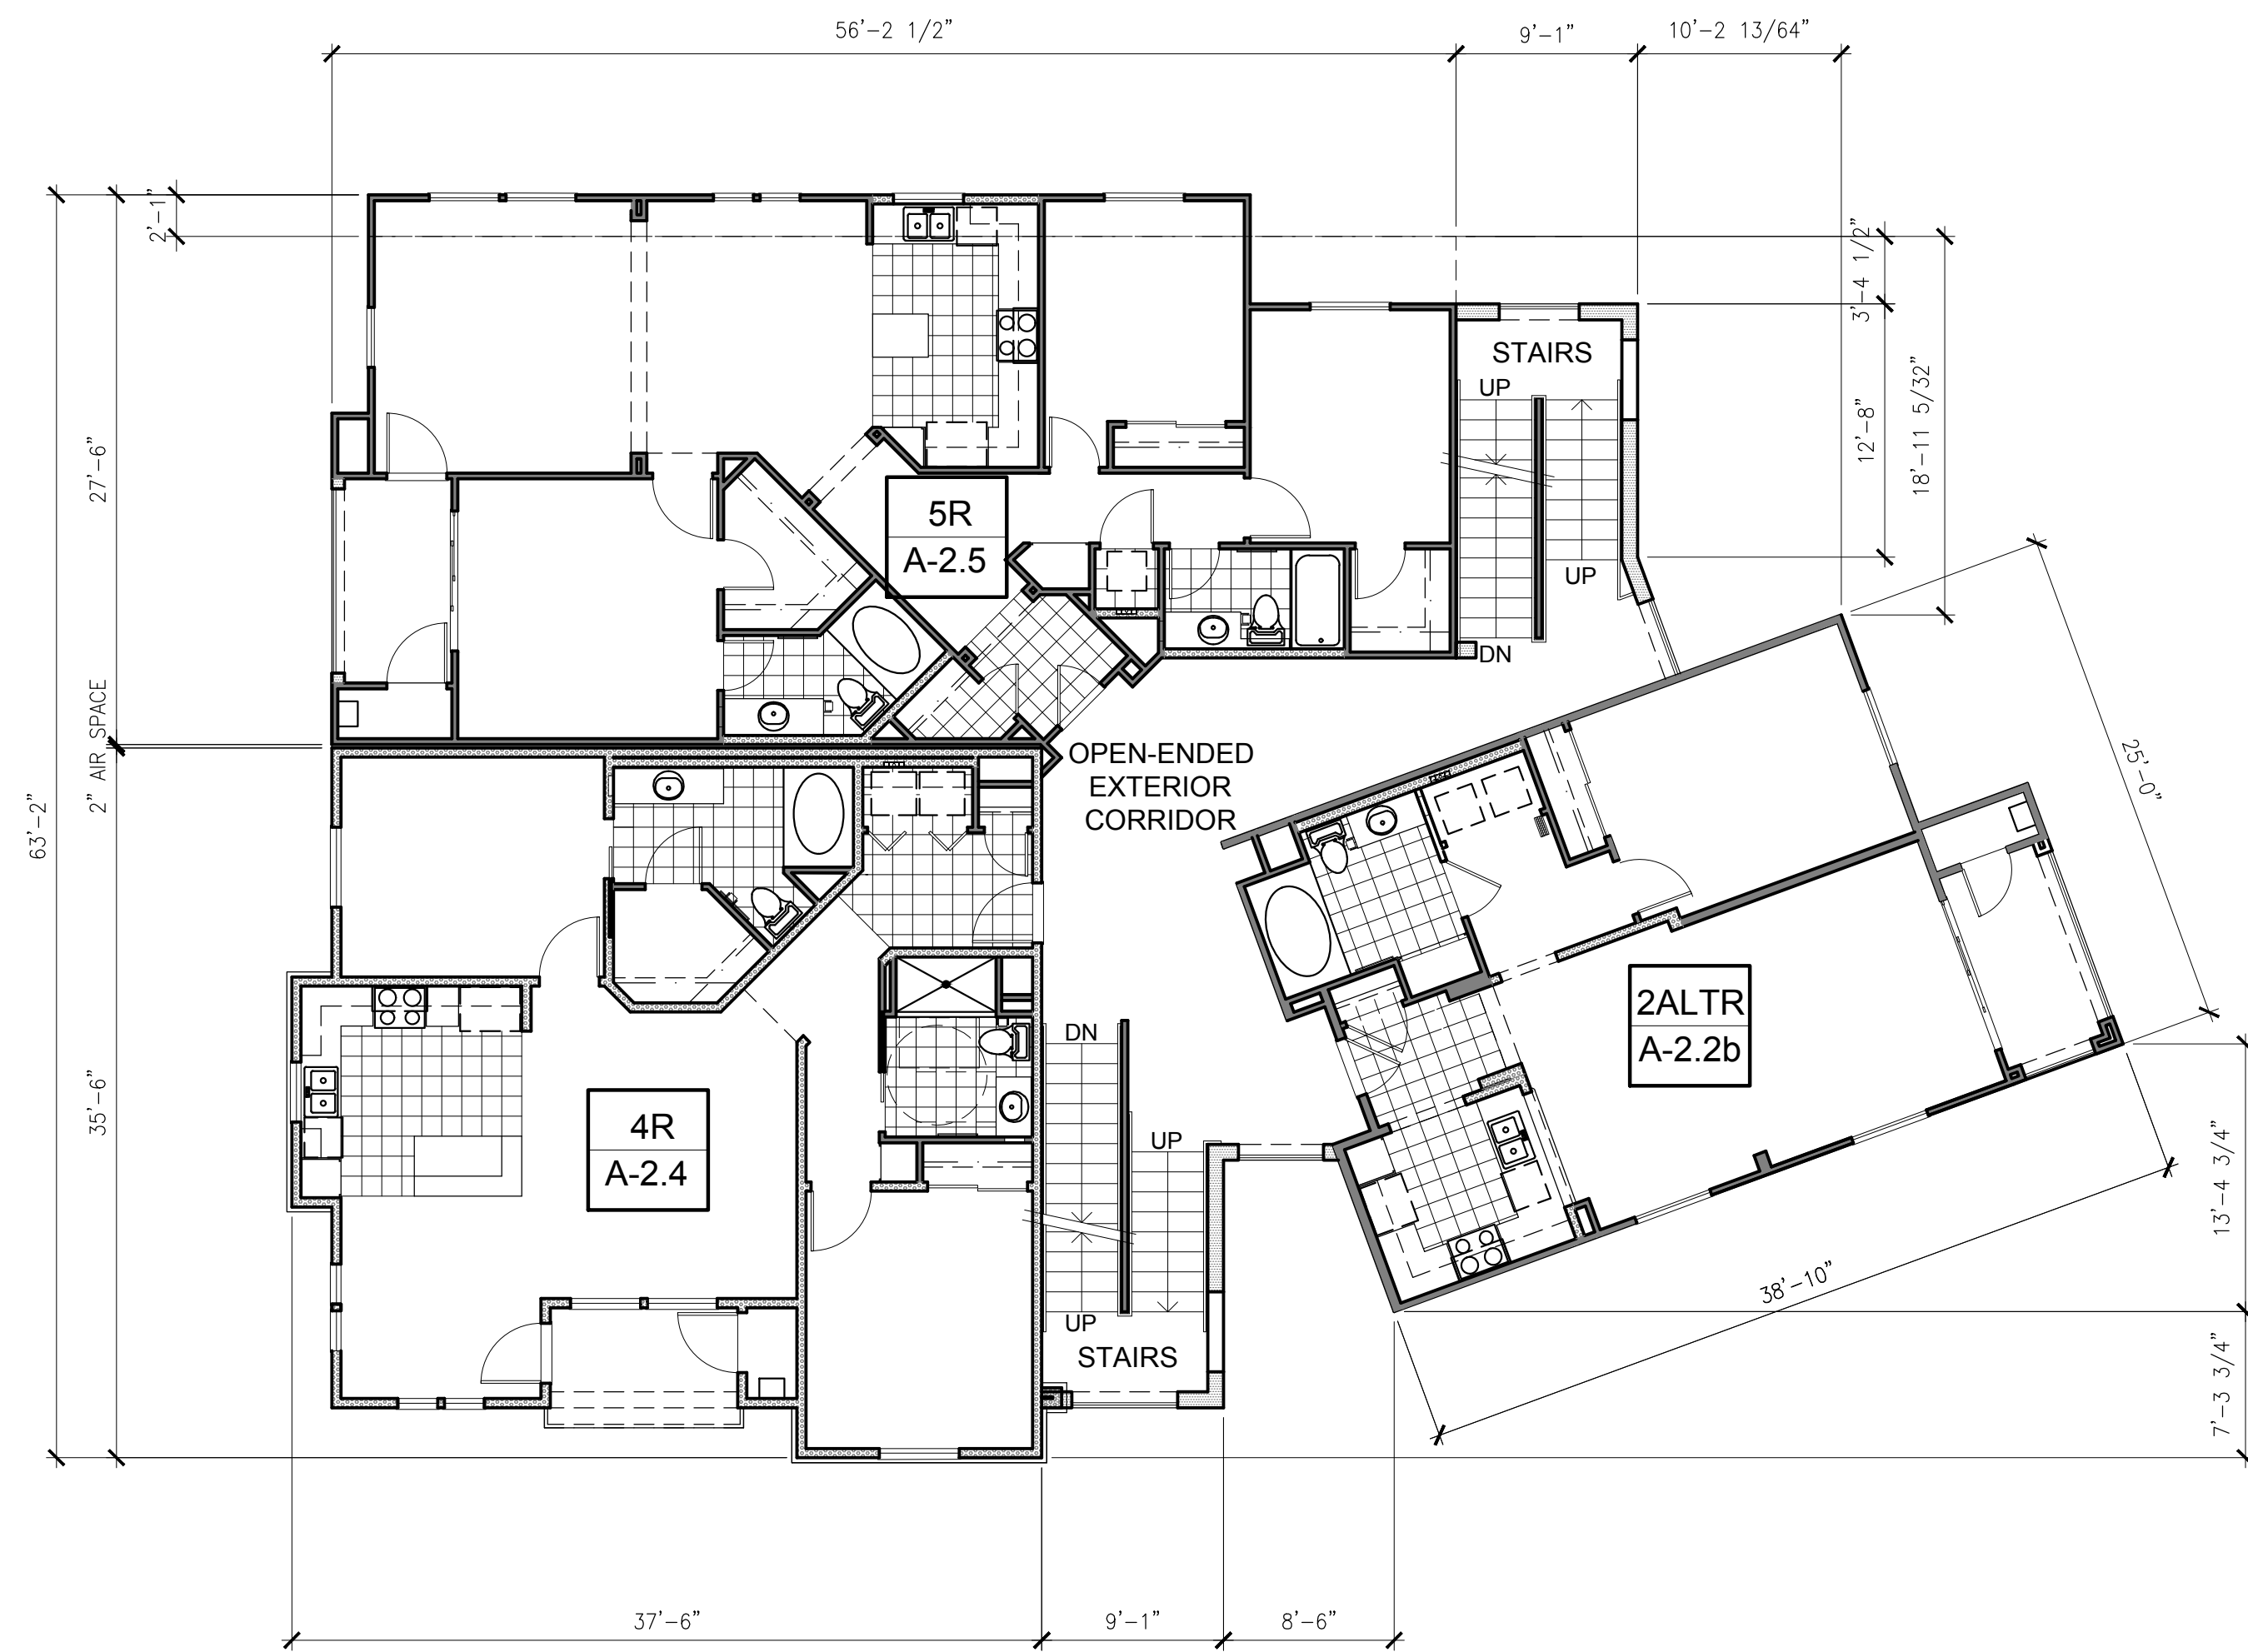 56'-2 1/2"
9'-1"
10'-2 13/64"
2'-1"
3'-4 1/2"
STAIRS
UP
12'-8"
18'-11 5/32"
27'-6"
5R
A-2.5
UP
DN
2" AIR SPACE
63'-2"
OPEN-ENDED
EXTERIOR
CORRIDOR
25'-0"
2ALTR
A-2.2b
DN
35'-6"
4R
A-2.4
UP
13'-4 3/4"
38'-10"
UP
STAIRS
7'-3 3/4"
37'-6"
9'-1"
8'-6"